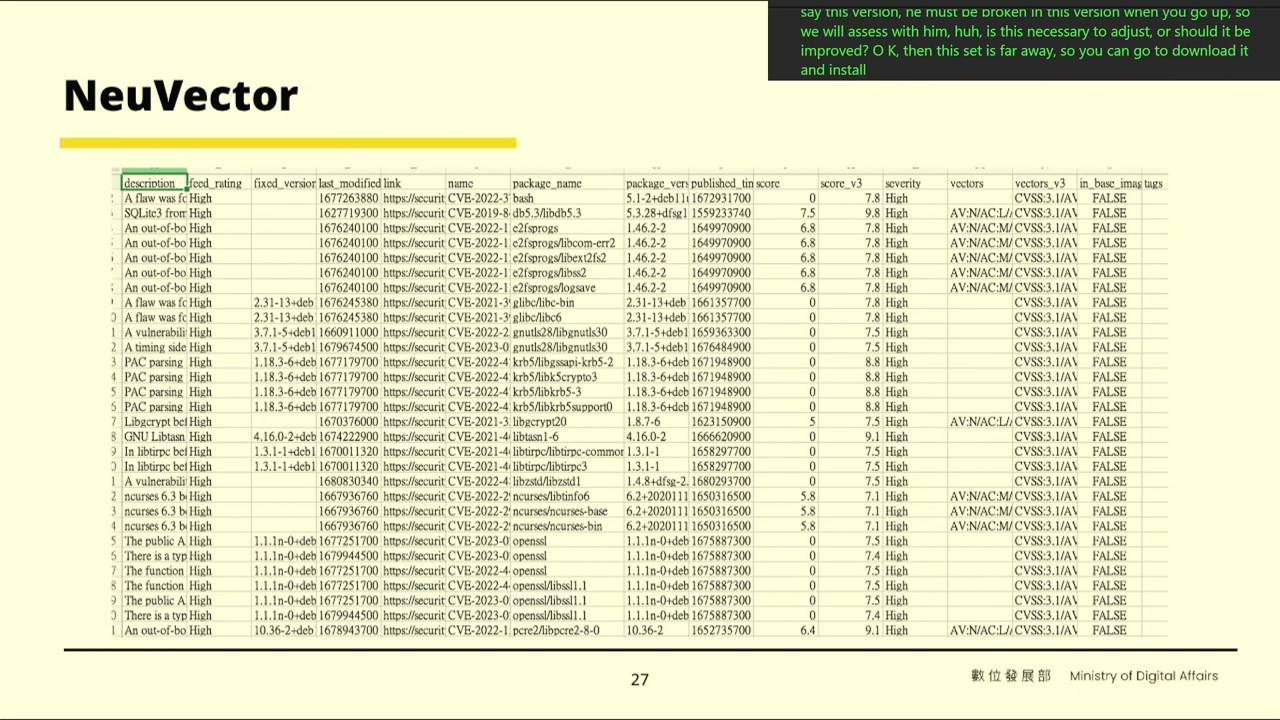 say this version, he must be broken in this version when you go up, so
we will assess with him, huh, is this necessary to adjust, or should it be
improved? O K, then this set is far away, so you can go to download it
and install
NeuVector
description feed_rating fixed_version last_modified link name package_name package_vers published_tin score score_v3 severity vectors vectors_v3 in_base_imag tags
A flaw was fo High 1677263880 https://securit CVE-2022-3 bash 5.1-2+deb11u 1672931700 0 7.8 High CVSS:3.1/AV FALSE
SQLite3 from High 1627719300 https://securit CVE-2019-8 db5.3/libdb5.3 5.3.28+dfsg1 1559233740 7.5 9.8 High AV:N/AC:L/ CVSS:3.1/AV FALSE
An out-of-bo High 1676240100 https://securit CVE-2022-1 e2fsprogs 1.46.2-2 1649970900 6.8 7.8 High AV:N/AC:M/ CVSS:3.1/AV FALSE
An out-of-bo High 1676240100 https://securit CVE-2022-1 e2fsprogs/libcom-err2 1.46.2-2 1649970900 6.8 7.8 High AV:N/AC:M/ CVSS:3.1/AV FALSE
An out-of-bo High 1676240100 https://securit CVE-2022-1 e2fsprogs/libext2fs2 1.46.2-2 1649970900 6.8 7.8 High AV:N/AC:M/ CVSS:3.1/AV FALSE
An out-of-bo High 1676240100 https://securit CVE-2022-1 e2fsprogs/libss2 1.46.2-2 1649970900 6.8 7.8 High AV:N/AC:M/ CVSS:3.1/AV FALSE
An out-of-bo High 1676240100 https://securit CVE-2022-1 e2fsprogs/logsave 1.46.2-2 1649970900 6.8 7.8 High AV:N/AC:M/ CVSS:3.1/AV FALSE
A flaw was fo High 2.31-13+deb 1676245380 https://securit CVE-2021-3 glibc/libc-bin 2.31-13+deb 1661357700 0 7.8 High CVSS:3.1/AV FALSE
A flaw was fo High 2.31-13+deb 1676245380 https://securit CVE-2021-3 glibc/libc6 2.31-13+deb 1661357700 0 7.8 High CVSS:3.1/AV FALSE
A vulnerabili High 3.7.1-5+deb1 1660911000 https://securit CVE-2022-2 gnutls28/libgnutls30 3.7.1-5+deb1 1659363300 0 7.5 High CVSS:3.1/AV FALSE
A timing side High 3.7.1-5+deb1 1679674500 https://securit CVE-2023-0 gnutls28/libgnutls30 3.7.1-5+deb1 1676484900 0 7.5 High CVSS:3.1/AV FALSE
PAC parsing High 1.18.3-6+deb 1677179700 https://securit CVE-2022-4 krb5/libgssapi-krb5-2 1.18.3-6+deb 1671948900 0 8.8 High CVSS:3.1/AV FALSE
PAC parsing High 1.18.3-6+deb 1677179700 https://securit CVE-2022-4 krb5/libk5crypto3 1.18.3-6+deb 1671948900 0 8.8 High CVSS:3.1/AV FALSE
PAC parsing High 1.18.3-6+deb 1677179700 https://securit CVE-2022-4 krb5/libkrb5-3 1.18.3-6+deb 1671948900 0 8.8 High CVSS:3.1/AV FALSE
PAC parsing High 1.18.3-6+deb 1677179700 https://securit CVE-2022-4 krb5/libkrb5support0 1.18.3-6+deb 1671948900 0 8.8 High CVSS:3.1/AV FALSE
Libgcrypt bef High 1670376000 https://securit CVE-2021-3 libgcrypt20 1.8.7-6 1623150900 5 7.5 High AV:N/AC:L/ CVSS:3.1/AV FALSE
GNU Libtasn High 4.16.0-2+deb 1674222900 https://securit CVE-2021-4 libtasn1-6 4.16.0-2 1666620900 0 9.1 High CVSS:3.1/AV FALSE
In libtirpc bef High 1.3.1-1+deb1 1670011320 https://securit CVE-2021-4 libtirpc/libtirpc-common 1.3.1-1 1658297700 0 7.5 High CVSS:3.1/AV FALSE
In libtirpc bef High 1.3.1-1+deb1 1670011320 https://securit CVE-2021-4 libtirpc/libtirpc3 1.3.1-1 1658297700 0 7.5 High CVSS:3.1/AV FALSE
A vulnerabili High 1680830340 https://securit CVE-2022-4 libzstd/libzstd1 1.4.8+dfsg-2. 1680293700 0 7.5 High CVSS:3.1/AV FALSE
ncurses 6.3 b High 1667936760 https://securit CVE-2022-2 ncurses/libtinfo6 6.2+2020111 1650316500 5.8 7.1 High AV:N/AC:M/ CVSS:3.1/AV FALSE
ncurses 6.3 b High 1667936760 https://securit CVE-2022-2 ncurses/ncurses-base 6.2+2020111 1650316500 5.8 7.1 High AV:N/AC:M/ CVSS:3.1/AV FALSE
ncurses 6.3 b High 1667936760 https://securit CVE-2022-2 ncurses/ncurses-bin 6.2+2020111 1650316500 5.8 7.1 High AV:N/AC:M/ CVSS:3.1/AV FALSE
The public A High 1.1.1n-0+deb 1677251700 https://securit CVE-2023-0 openssl 1.1.1n-0+deb 1675887300 0 7.5 High CVSS:3.1/AV FALSE
There is a typ High 1.1.1n-0+deb 1679944500 https://securit CVE-2023-0 openssl 1.1.1n-0+deb 1675887300 0 7.4 High CVSS:3.1/AV FALSE
The function High 1.1.1n-0+deb 1677251700 https://securit CVE-2022-4 openssl 1.1.1n-0+deb 1675887300 0 7.5 High CVSS:3.1/AV FALSE
The function High 1.1.1n-0+deb 1677251700 https://securit CVE-2022-4 openssl/libssl1.1 1.1.1n-0+deb 1675887300 0 7.5 High CVSS:3.1/AV FALSE
The public A High 1.1.1n-0+deb 1677251700 https://securit CVE-2023-0 openssl/libssl1.1 1.1.1n-0+deb 1675887300 0 7.5 High CVSS:3.1/AV FALSE
There is a typ High 1.1.1n-0+deb 1679944500 https://securit CVE-2023-0 openssl/libssl1.1 1.1.1n-0+deb 1675887300 0 7.4 High CVSS:3.1/AV FALSE
An out-of-bo High 10.36-2+deb 1678943700 https://securit CVE-2022-1 pcre2/libpcre2-8-0 10.36-2 1652735700 6.4 9.1 High AV:N/AC:L/ CVSS:3.1/AV FALSE
27
數位發展部 Ministry of Digital Affairs